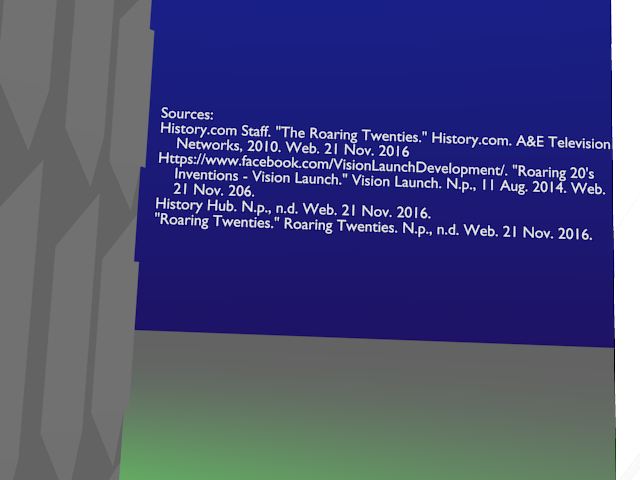 Sources:
History.com Staff. "The Roaring Twenties." History.com. A&E Television
Networks, 2010. Web. 21 Nov. 2016
Https://www.facebook.com/VisionLaunchDevelopment/. "Roaring 20's
Inventions - Vision Launch." Vision Launch. N.p., 11 Aug. 2014. Web.
21 Nov. 206.
History Hub. N.p., n.d. Web. 21 Nov. 2016.
"Roaring Twenties." Roaring Twenties. N.p., n.d. Web. 21 Nov. 2016.